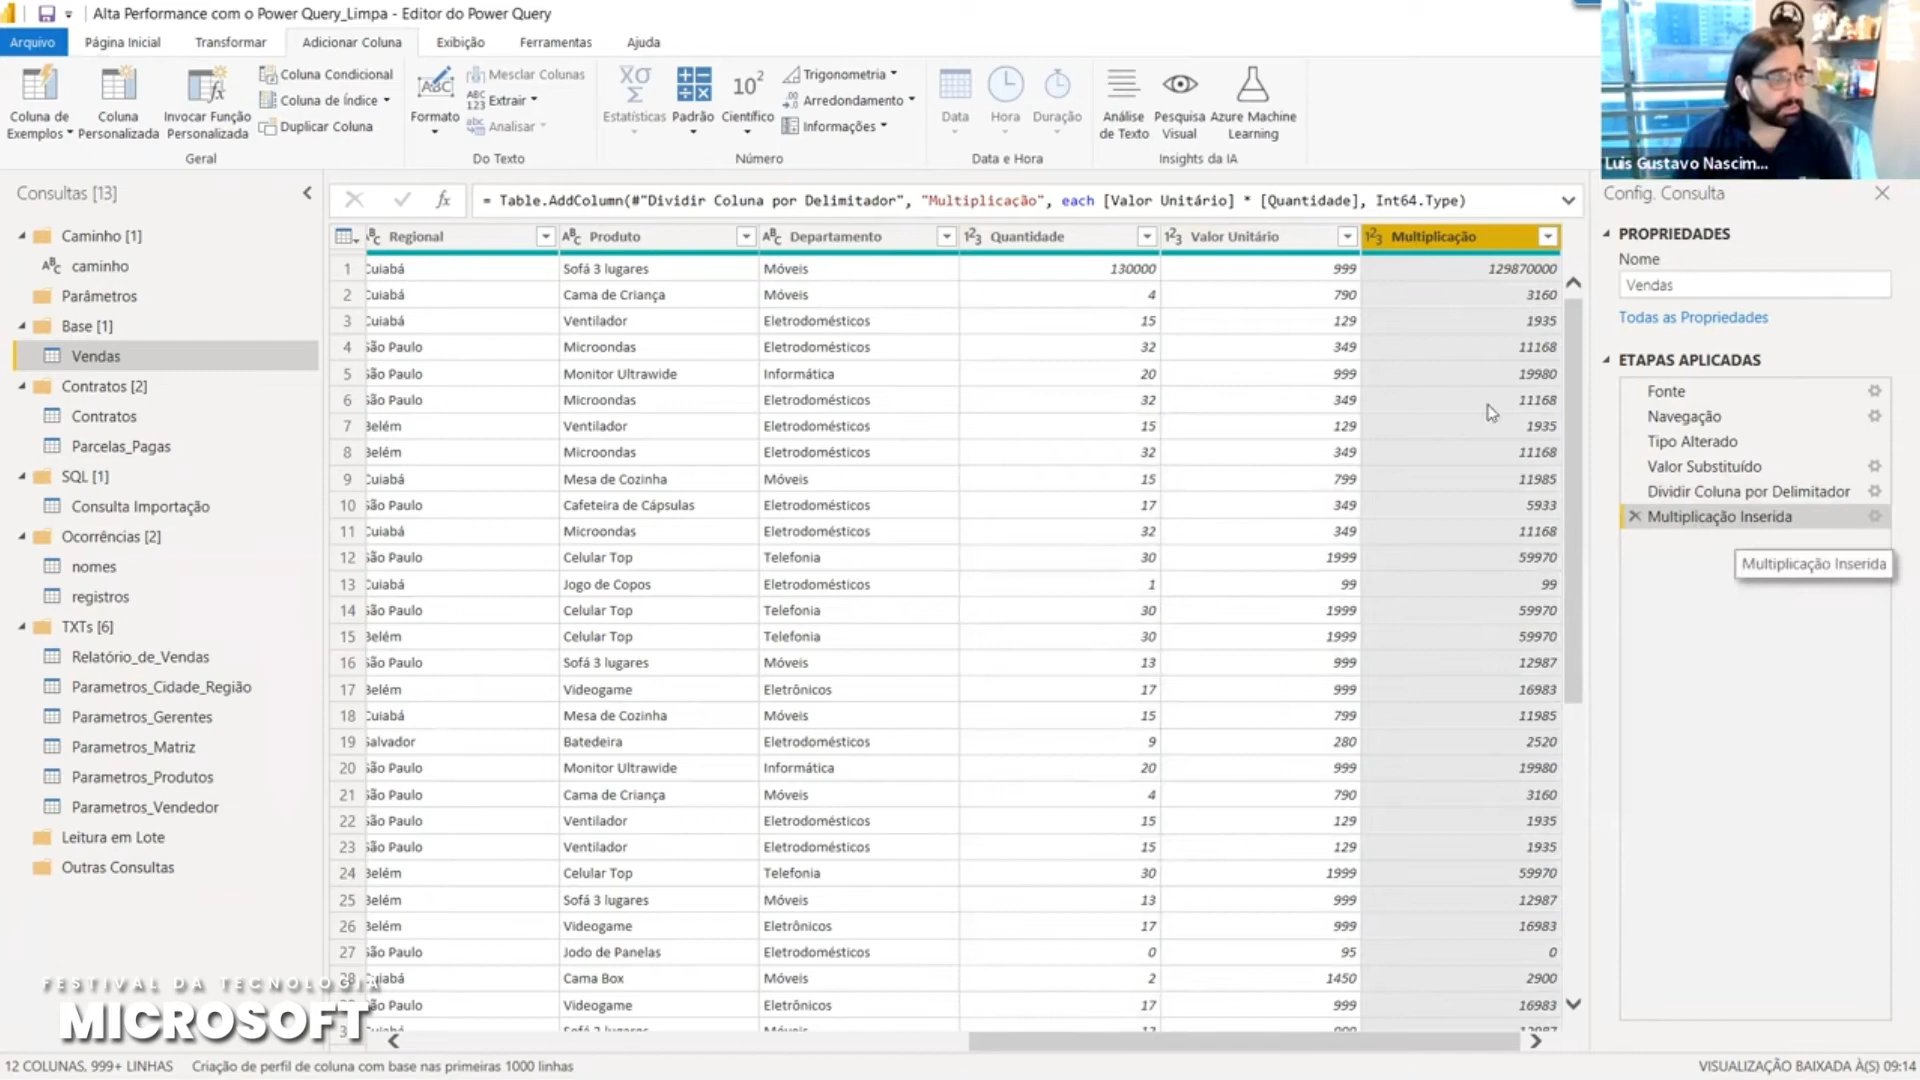 Alta Performance com o Power Query_Limpa - Editor do Power Query
Arquivo
Página Inicial
Transformar
Adicionar Coluna
Exibição
Ferramentas
Ajuda
Coluna de Exemplos
Coluna Personalizada
Invocar Função Personalizada
Coluna Condicional
Coluna de Índice
Duplicar Coluna
Geral
Formato
Mesclar Colunas
Extrair
Analisar
Do Texto
Estatísticas
Padrão
Científico
Trigonometria
Arredondamento
Informações
Número
Data
Hora
Duração
Data e Hora
Análise de Texto
Pesquisa Visual
Azure Machine Learning
Insights da IA
Luis Gustavo Nascim...
Consultas [13]
= Table.AddColumn(#"Dividir Coluna por Delimitador", "Multiplicação", each [Valor Unitário] * [Quantidade], Int64.Type)
Caminho [1]
caminho
Parâmetros
Base [1]
Vendas
Contratos [2]
Contratos
Parcelas_Pagas
SQL [1]
Consulta Importação
Ocorrências [2]
nomes
registros
TXTs [6]
Relatório_de_Vendas
Parametros_Cidade_Região
Parametros_Gerentes
Parametros_Matriz
Parametros_Produtos
Parametros_Vendedor
Leitura em Lote
Outras Consultas
Regional Produto Departamento Quantidade Valor Unitário Multiplicação
1 Cuiabá Sofá 3 lugares Móveis 130000 999 129870000
2 Cuiabá Cama de Criança Móveis 4 790 3160
3 Cuiabá Ventilador Eletrodomésticos 15 129 1935
4 São Paulo Microondas Eletrodomésticos 32 349 11168
5 São Paulo Monitor Ultrawide Informática 20 999 19980
6 São Paulo Microondas Eletrodomésticos 32 349 11168
7 Belém Ventilador Eletrodomésticos 15 129 1935
8 Belém Microondas Eletrodomésticos 32 349 11168
9 Cuiabá Mesa de Cozinha Móveis 15 799 11985
10 São Paulo Cafeteira de Cápsulas Eletrodomésticos 17 349 5933
11 Cuiabá Microondas Eletrodomésticos 32 349 11168
12 São Paulo Celular Top Telefonia 30 1999 59970
13 Cuiabá Jogo de Copos Eletrodomésticos 1 99 99
14 São Paulo Celular Top Telefonia 30 1999 59970
15 Belém Celular Top Telefonia 30 1999 59970
16 São Paulo Sofá 3 lugares Móveis 13 999 12987
17 Belém Videogame Eletrônicos 17 999 16983
18 Cuiabá Mesa de Cozinha Móveis 15 799 11985
19 Salvador Batedeira Eletrodomésticos 9 280 2520
20 São Paulo Monitor Ultrawide Informática 20 999 19980
21 São Paulo Cama de Criança Móveis 4 790 3160
22 São Paulo Ventilador Eletrodomésticos 15 129 1935
23 São Paulo Ventilador Eletrodomésticos 15 129 1935
24 Belém Celular Top Telefonia 30 1999 59970
25 Belém Sofá 3 lugares Móveis 13 999 12987
26 Belém Videogame Eletrônicos 17 999 16983
27 São Paulo Jodo de Panelas Eletrodomésticos 0 95 0
28 Cuiabá Cama Box Móveis 2 1450 2900
São Paulo Videogame Eletrônicos 17 999 16983
Config. Consulta
PROPRIEDADES
Nome
Vendas
Todas as Propriedades
ETAPAS APLICADAS
Fonte
Navegação
Tipo Alterado
Valor Substituído
Dividir Coluna por Delimitador
Multiplicação Inserida
Multiplicação Inserida
FESTIVAL DA TECNOLOGIA
MICROSOFT
12 COLUNAS, 999+ LINHAS
Criação de perfil de coluna com base nas primeiras 1000 linhas
VISUALIZAÇÃO BAIXADA À(S) 09:14